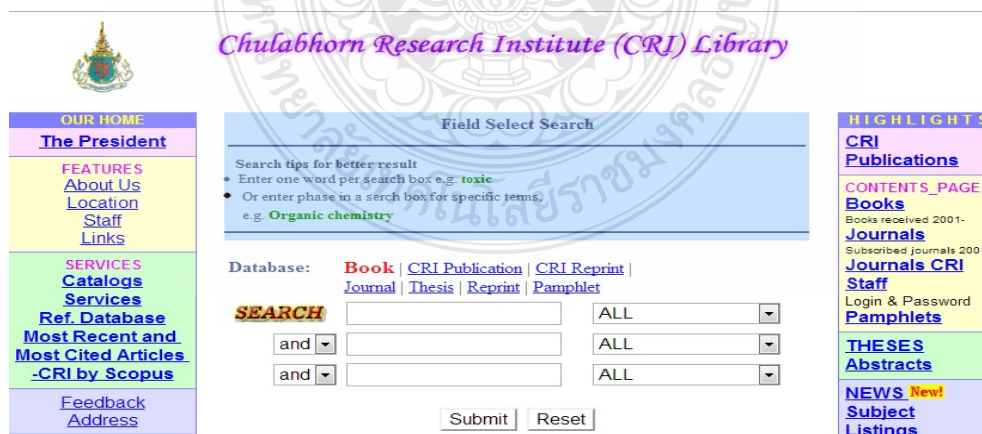 Chulabhorn Research Institute (CRI) Library
OUR HOME
The President
FEATURES
About Us
Location
Staff
Links
SERVICES
Catalogs
Services
Ref. Database
Most Recent and
Most Cited Articles
-CRI by Scopus
Feedback
Address
Field Select Search
Search tips for better result
• Enter one word per search box e.g. toxic
• Or enter phase in a serch box for specific terms,
e.g. Organic chemistry
Database: Book | CRI Publication | CRI Reprint |
Journal | Thesis | Reprint | Pamphlet
SEARCH ALL
and ALL
and ALL
Submit Reset
HIGHLIGHTS
CRI
Publications
CONTENTS_PAGE
Books
Books received 2001-
Journals
Subscribed journals 200
Journals CRI
Staff
Login & Password
Pamphlets
THESES
Abstracts
NEWS New!
Subject
Listings